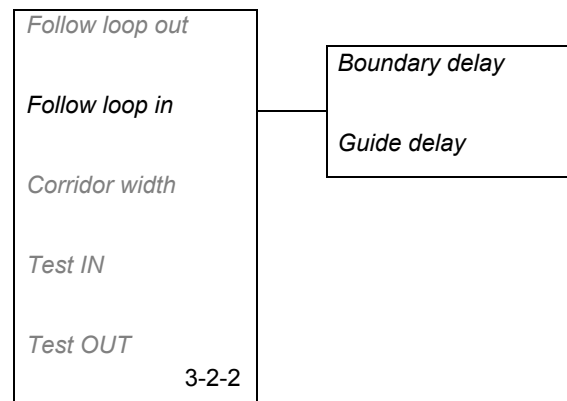 Follow loop out
Follow loop in
Corridor width
Test IN
Test OUT
3-2-2
Boundary delay
Guide delay